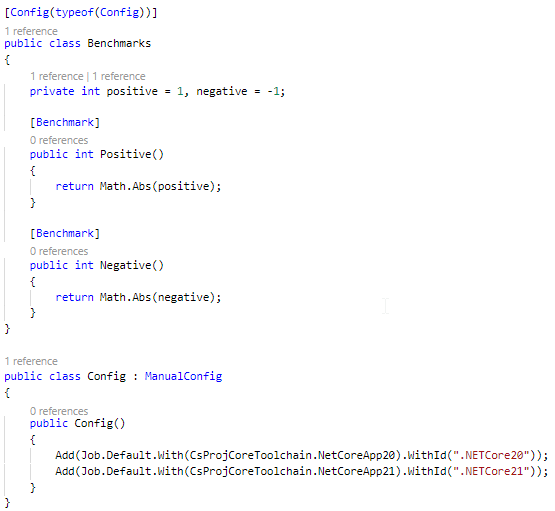 [Config(typeof(Config))]
1 reference
public class Benchmarks
{
1 reference | 1 reference
private int positive = 1, negative = -1;
[Benchmark]
0 references
public int Positive()
{
return Math.Abs(positive);
}
[Benchmark]
0 references
public int Negative()
{
return Math.Abs(negative);
}
}
1 reference
public class Config : ManualConfig
{
0 references
public Config()
{
Add(Job.Default.With(CsProjCoreToolchain.NetCoreApp20).WithId(".NETCore20"));
Add(Job.Default.With(CsProjCoreToolchain.NetCoreApp21).WithId(".NETCore21"));
}
}